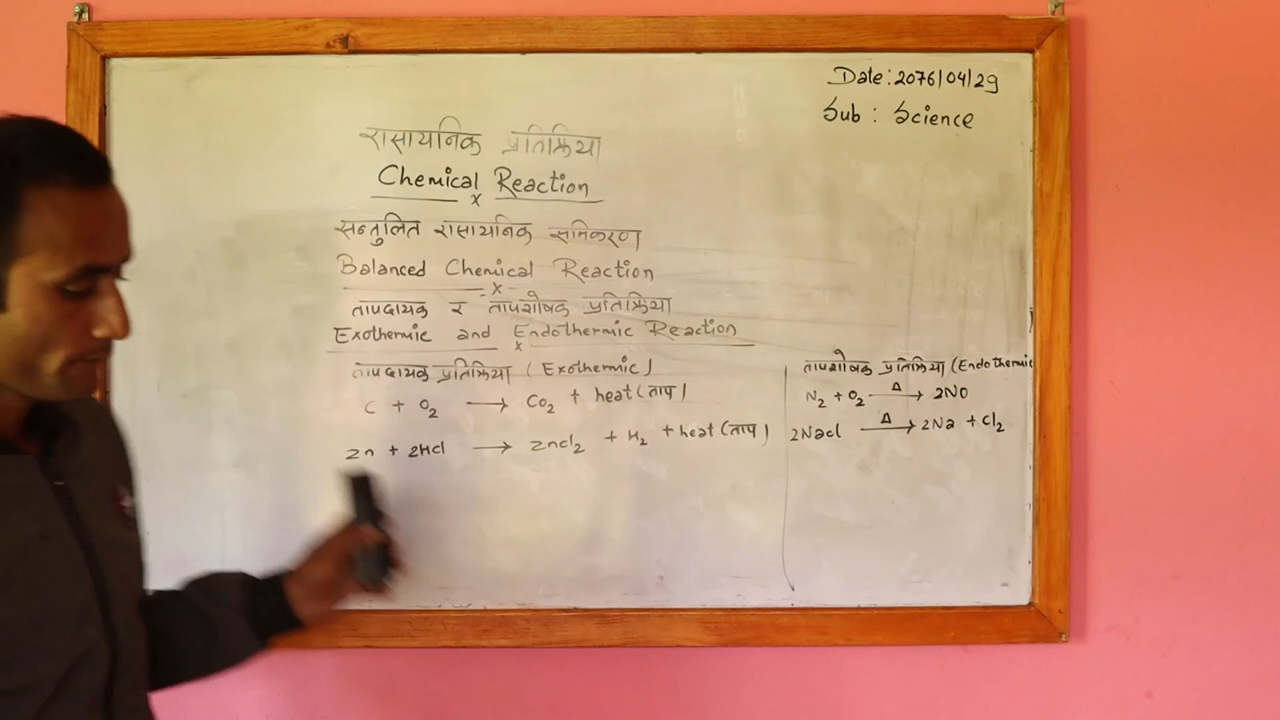 Date: 2076/04/29
Sub : Science
रासायनिक प्रतिक्रिया
Chemical Reaction
x
सन्तुलित रासायनिक समिकरण
Balanced Chemical Reaction
x
तापदायक र तापशोषक प्रतिक्रिया
Exothermic and Endothermic Reaction
x
तापदायक प्रतिक्रिया (Exothermic)
C + O₂ → CO₂ + heat (ताप)
Zn + 2HCl → Zncl₂ + H₂ + heat (ताप)
तापशोषक प्रतिक्रिया (Endothermic
N₂ + O₂ Δ→ 2NO
2Nacl Δ→ 2Na + Cl₂